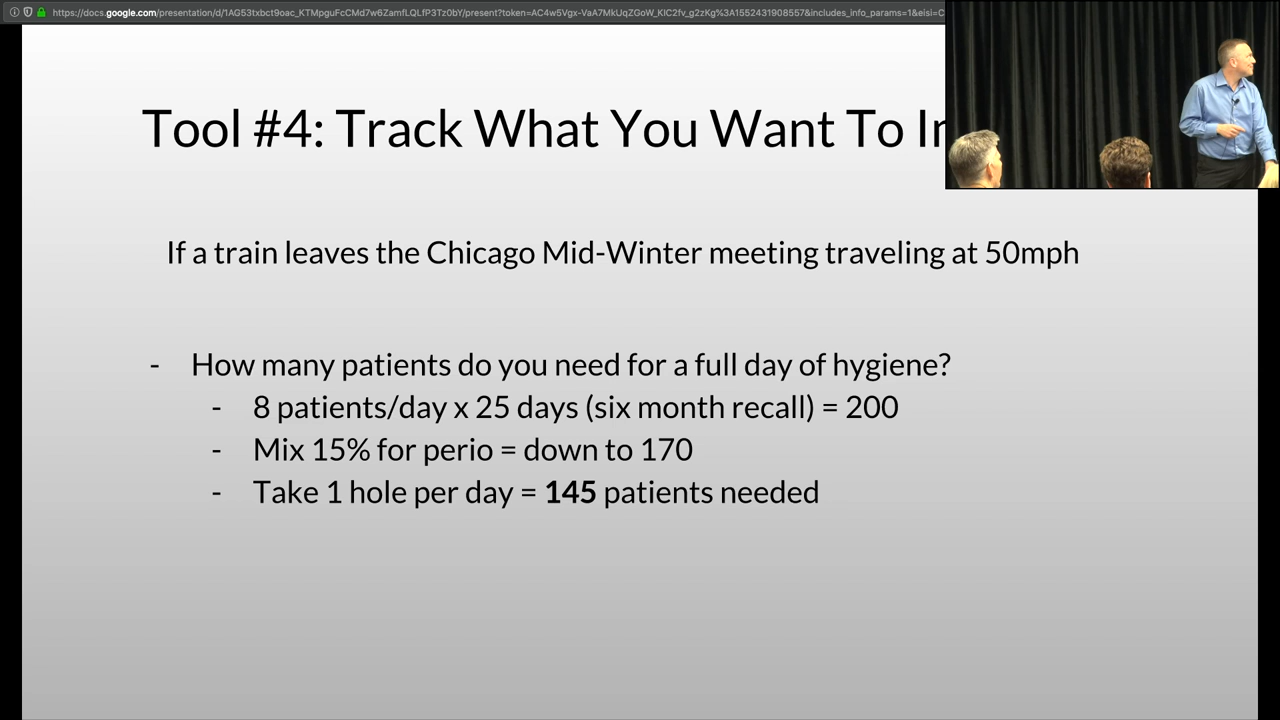 https://docs.google.com/presentation/d/1AG53txbct9oac_KTMpguFcCMd7w6ZamfLQLfP3Tz0bY/present?token=AC4w5Vgx-VaA7MkUqZGoW_KIC2fv_g2zKg%3A1552431908557&includes_info_params=1&eisi=C
Tool #4: Track What You Want To
If a train leaves the Chicago Mid-Winter meeting traveling at 50mph
- How many patients do you need for a full day of hygiene?
- 8 patients/day x 25 days (six month recall) = 200
- Mix 15% for perio = down to 170
- Take 1 hole per day = 145 patients needed